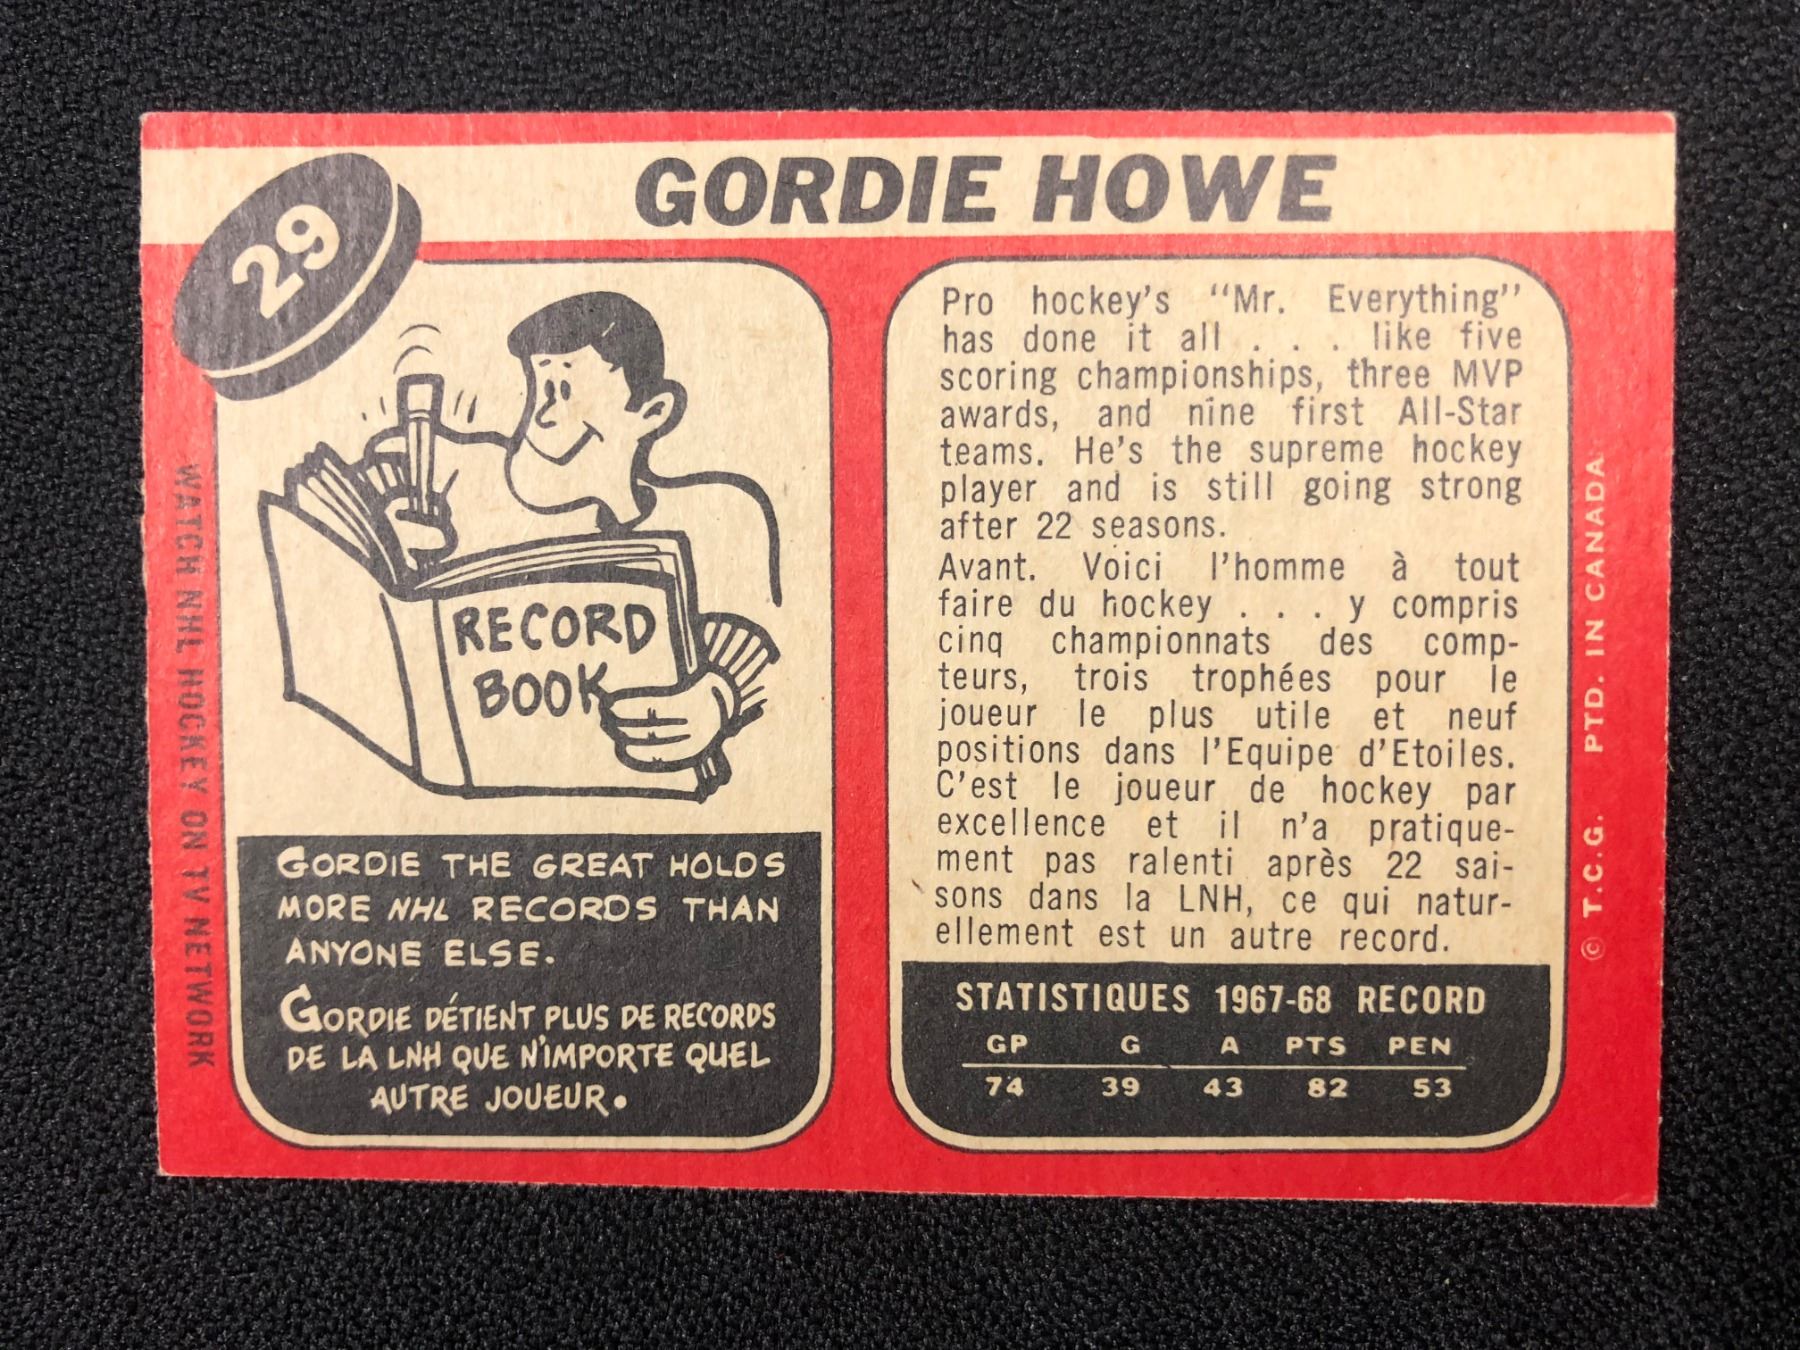 GORDIE HOWE
29
RECORD
BOOK
GORDIE THE GREAT HOLDS
MORE NHL RECORDS THAN
ANYONE ELSE.
GORDIE DÉTIENT PLUS DE RECORDS
DE LA LNH QUE N'IMPORTE QUEL
AUTRE JOUEUR.
WATCH NHL HOCKEY ON TV NETWORK
Pro hockey's "Mr. Everything"
has done it all . . . like five
scoring championships, three MVP
awards, and nine first All-Star
teams. He's the supreme hockey
player and is still going strong
after 22 seasons.
Avant. Voici l'homme à tout
faire du hockey . . . y compris
cinq championnats des comp-
teurs, trois trophées pour le
joueur le plus utile et neuf
positions dans l'Equipe d'Etoiles.
C'est le joueur de hockey par
excellence et il n'a pratique-
ment pas ralenti après 22 sai-
sons dans la LNH, ce qui natur-
ellement est un autre record.
STATISTIQUES 1967-68 RECORD
GP G A PTS PEN
74 39 43 82 53
© T.C.G. PTD. IN CANADA